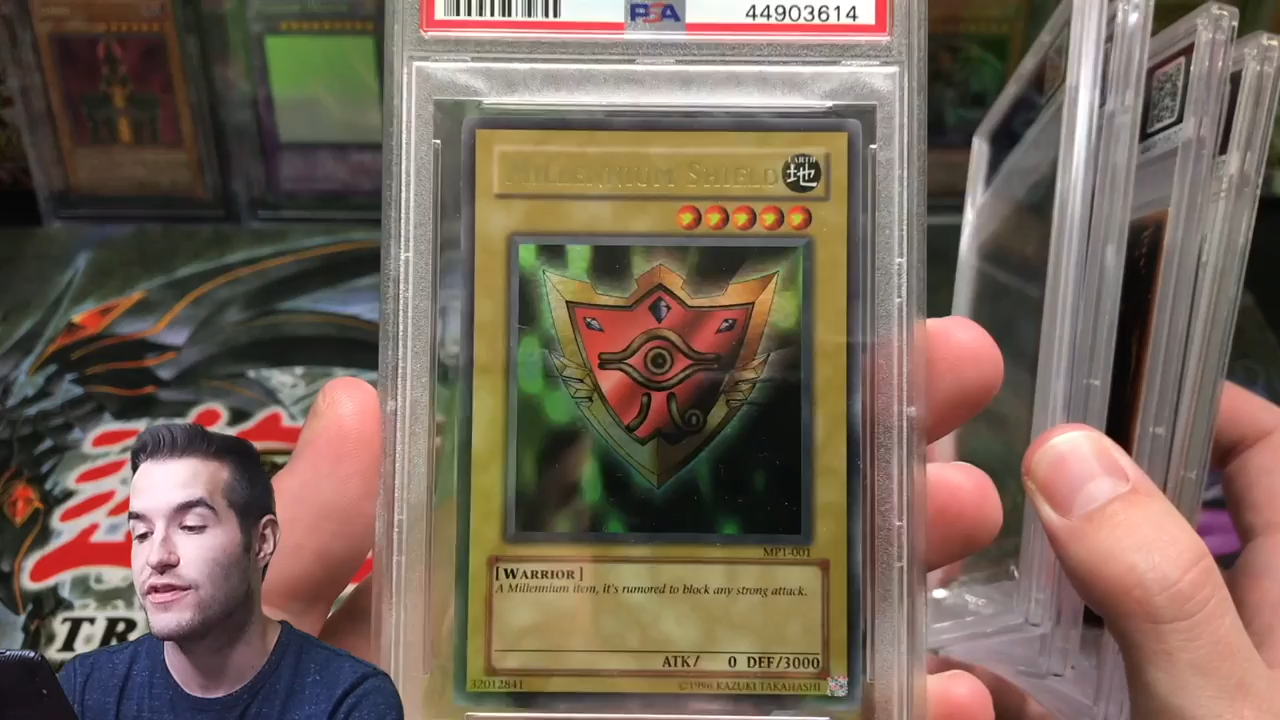 PSA
44903614
MILLENNIUM SHIELD
EARTH
地
MP1-001
[WARRIOR]
A Millennium item, it's rumored to block any strong attack.
ATK/ 0 DEF/3000
32012841
©1996 KAZUKI TAKAHASHI
TR